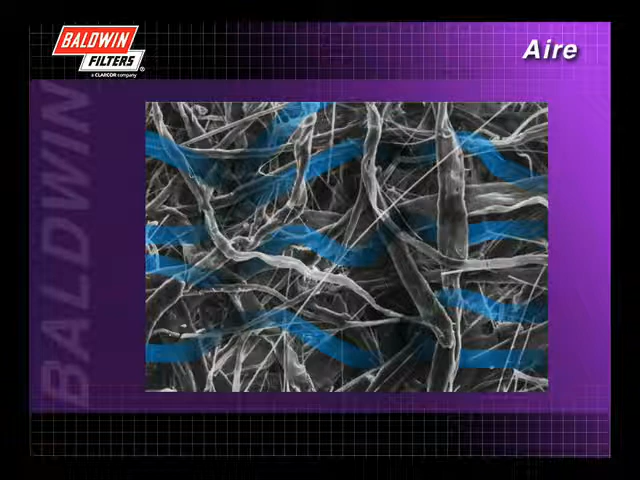 BALDWIN
FILTERS
a CLARCOR company
Aire
BALDWIN